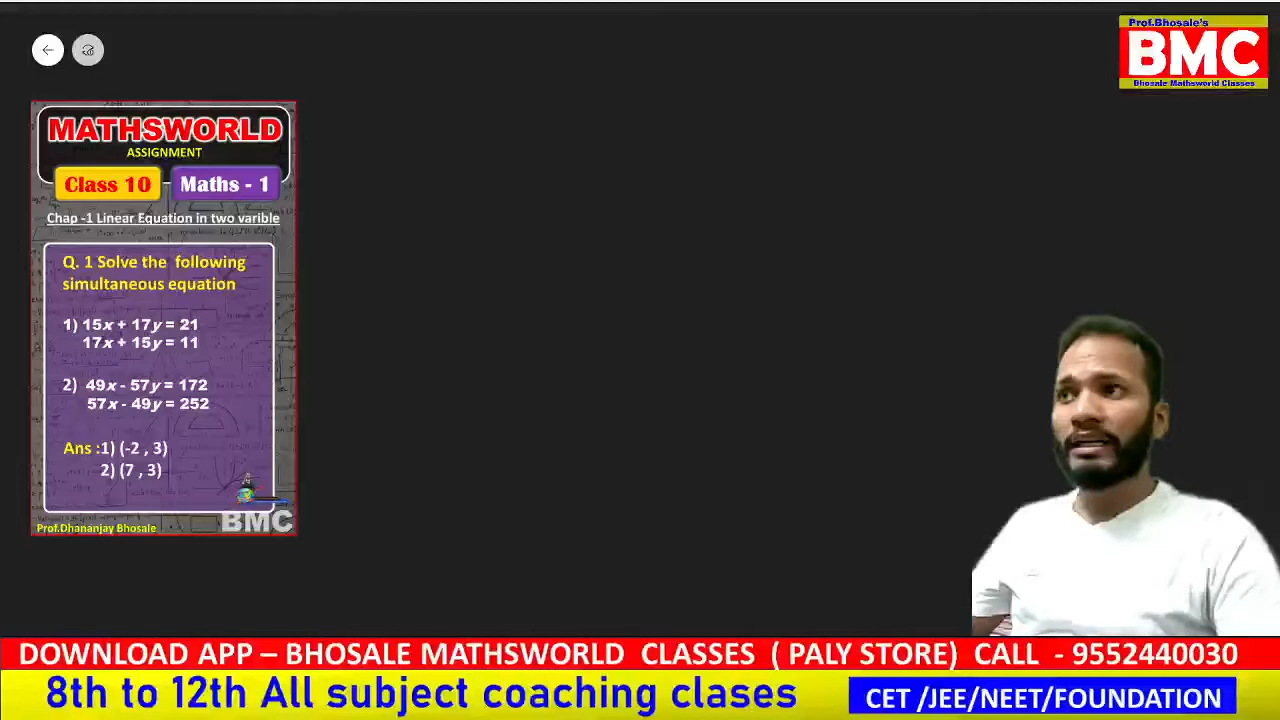 Prof.Bhosale's
BMC
Bhosale Mathsworld Classes
MATHSWORLD
ASSIGNMENT
Class 10
Maths - 1
Chap -1 Linear Equation in two varible
Q. 1 Solve the following
simultaneous equation
1) 15x + 17y = 21
17x + 15y = 11
2) 49x - 57y = 172
57x - 49y = 252
Ans :1) (-2 , 3)
2) (7 , 3)
BMC
Prof.Dhananjay Bhosale
DOWNLOAD APP – BHOSALE MATHSWORLD CLASSES ( PALY STORE) CALL - 9552440030
8th to 12th All subject coaching clases
CET /JEE/NEET/FOUNDATION